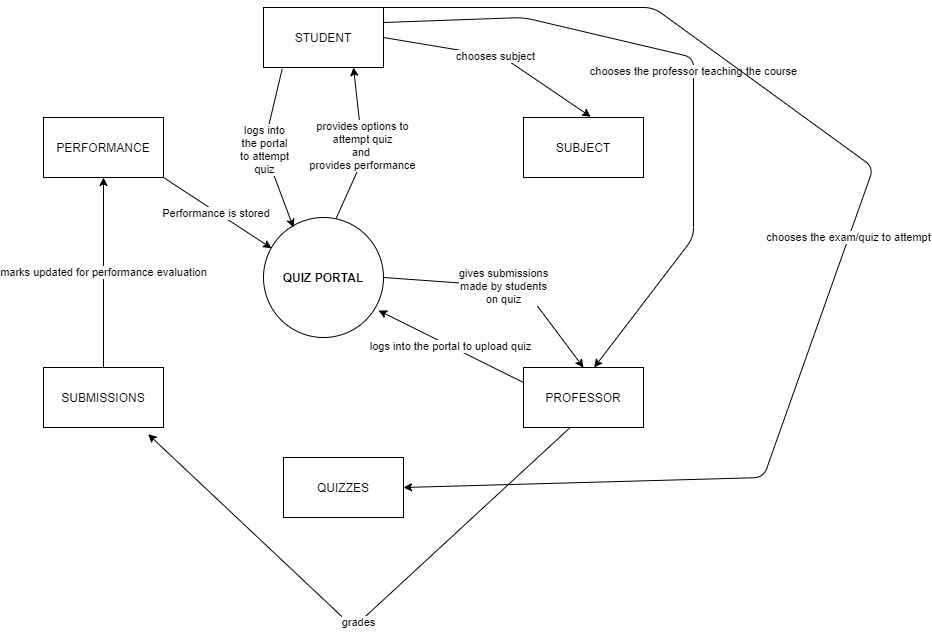 STUDENT
chooses subject
chooses the professor teaching the course
logs into
the portal
to attempt
quiz
provides options to
attempt quiz
and
provides performance
PERFORMANCE
SUBJECT
Performance is stored
chooses the exam/quiz to attempt
marks updated for performance evaluation
QUIZ PORTAL
gives submissions
made by students
on quiz
logs into the portal to upload quiz
SUBMISSIONS
PROFESSOR
QUIZZES
grades